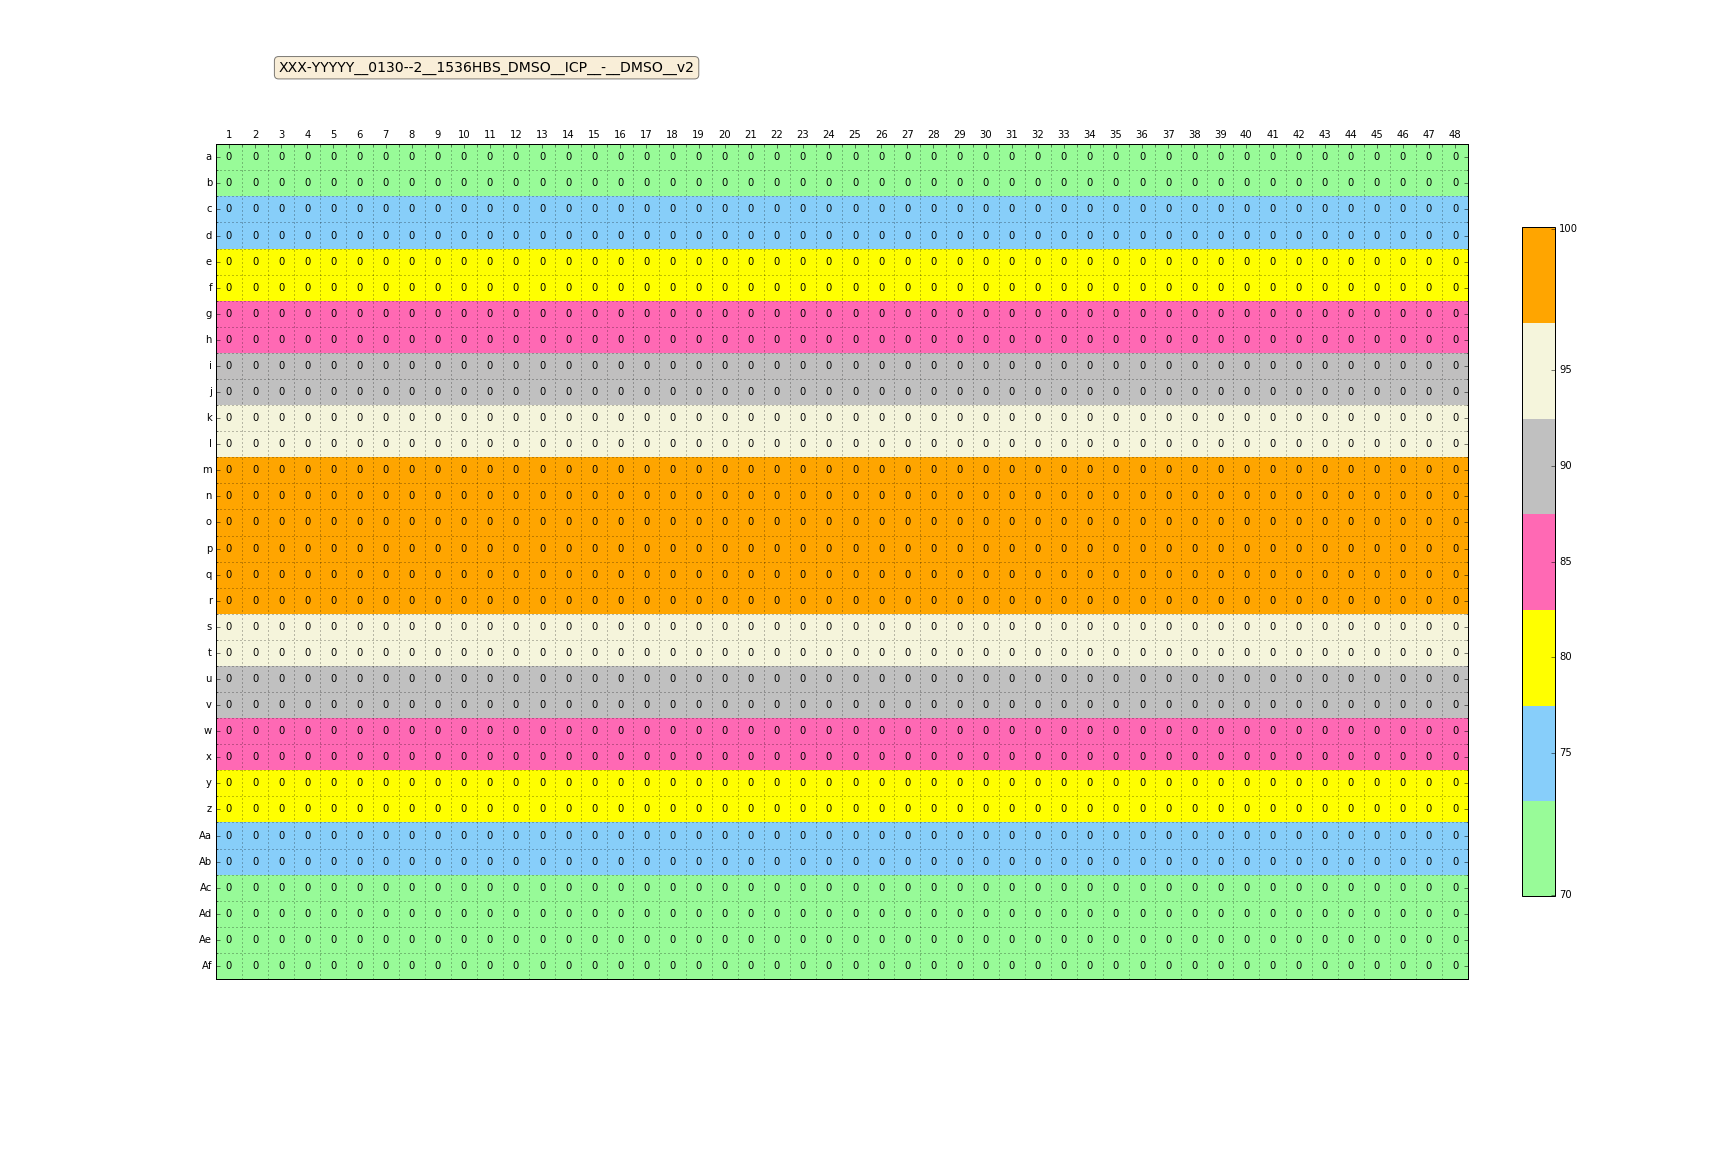 XXX-YYYYY__0130--2__1536HBS_DMSO__ICP__-__DMSO__v2
1 2 3 4 5 6 7 8 9 10 11 12 13 14 15 16 17 18 19 20 21 22 23 24 25 26 27 28 29 30 31 32 33 34 35 36 37 38 39 40 41 42 43 44 45 46 47 48
a 0 0 0 0 0 0 0 0 0 0 0 0 0 0 0 0 0 0 0 0 0 0 0 0 0 0 0 0 0 0 0 0 0 0 0 0 0 0 0 0 0 0 0 0 0 0 0 0
b 0 0 0 0 0 0 0 0 0 0 0 0 0 0 0 0 0 0 0 0 0 0 0 0 0 0 0 0 0 0 0 0 0 0 0 0 0 0 0 0 0 0 0 0 0 0 0 0
c 0 0 0 0 0 0 0 0 0 0 0 0 0 0 0 0 0 0 0 0 0 0 0 0 0 0 0 0 0 0 0 0 0 0 0 0 0 0 0 0 0 0 0 0 0 0 0 0
d 0 0 0 0 0 0 0 0 0 0 0 0 0 0 0 0 0 0 0 0 0 0 0 0 0 0 0 0 0 0 0 0 0 0 0 0 0 0 0 0 0 0 0 0 0 0 0 0
e 0 0 0 0 0 0 0 0 0 0 0 0 0 0 0 0 0 0 0 0 0 0 0 0 0 0 0 0 0 0 0 0 0 0 0 0 0 0 0 0 0 0 0 0 0 0 0 0
f 0 0 0 0 0 0 0 0 0 0 0 0 0 0 0 0 0 0 0 0 0 0 0 0 0 0 0 0 0 0 0 0 0 0 0 0 0 0 0 0 0 0 0 0 0 0 0 0
g 0 0 0 0 0 0 0 0 0 0 0 0 0 0 0 0 0 0 0 0 0 0 0 0 0 0 0 0 0 0 0 0 0 0 0 0 0 0 0 0 0 0 0 0 0 0 0 0
h 0 0 0 0 0 0 0 0 0 0 0 0 0 0 0 0 0 0 0 0 0 0 0 0 0 0 0 0 0 0 0 0 0 0 0 0 0 0 0 0 0 0 0 0 0 0 0 0
i 0 0 0 0 0 0 0 0 0 0 0 0 0 0 0 0 0 0 0 0 0 0 0 0 0 0 0 0 0 0 0 0 0 0 0 0 0 0 0 0 0 0 0 0 0 0 0 0
j 0 0 0 0 0 0 0 0 0 0 0 0 0 0 0 0 0 0 0 0 0 0 0 0 0 0 0 0 0 0 0 0 0 0 0 0 0 0 0 0 0 0 0 0 0 0 0 0
k 0 0 0 0 0 0 0 0 0 0 0 0 0 0 0 0 0 0 0 0 0 0 0 0 0 0 0 0 0 0 0 0 0 0 0 0 0 0 0 0 0 0 0 0 0 0 0 0
l 0 0 0 0 0 0 0 0 0 0 0 0 0 0 0 0 0 0 0 0 0 0 0 0 0 0 0 0 0 0 0 0 0 0 0 0 0 0 0 0 0 0 0 0 0 0 0 0
m 0 0 0 0 0 0 0 0 0 0 0 0 0 0 0 0 0 0 0 0 0 0 0 0 0 0 0 0 0 0 0 0 0 0 0 0 0 0 0 0 0 0 0 0 0 0 0 0
n 0 0 0 0 0 0 0 0 0 0 0 0 0 0 0 0 0 0 0 0 0 0 0 0 0 0 0 0 0 0 0 0 0 0 0 0 0 0 0 0 0 0 0 0 0 0 0 0
o 0 0 0 0 0 0 0 0 0 0 0 0 0 0 0 0 0 0 0 0 0 0 0 0 0 0 0 0 0 0 0 0 0 0 0 0 0 0 0 0 0 0 0 0 0 0 0 0
p 0 0 0 0 0 0 0 0 0 0 0 0 0 0 0 0 0 0 0 0 0 0 0 0 0 0 0 0 0 0 0 0 0 0 0 0 0 0 0 0 0 0 0 0 0 0 0 0
q 0 0 0 0 0 0 0 0 0 0 0 0 0 0 0 0 0 0 0 0 0 0 0 0 0 0 0 0 0 0 0 0 0 0 0 0 0 0 0 0 0 0 0 0 0 0 0 0
r 0 0 0 0 0 0 0 0 0 0 0 0 0 0 0 0 0 0 0 0 0 0 0 0 0 0 0 0 0 0 0 0 0 0 0 0 0 0 0 0 0 0 0 0 0 0 0 0
s 0 0 0 0 0 0 0 0 0 0 0 0 0 0 0 0 0 0 0 0 0 0 0 0 0 0 0 0 0 0 0 0 0 0 0 0 0 0 0 0 0 0 0 0 0 0 0 0
t 0 0 0 0 0 0 0 0 0 0 0 0 0 0 0 0 0 0 0 0 0 0 0 0 0 0 0 0 0 0 0 0 0 0 0 0 0 0 0 0 0 0 0 0 0 0 0 0
u 0 0 0 0 0 0 0 0 0 0 0 0 0 0 0 0 0 0 0 0 0 0 0 0 0 0 0 0 0 0 0 0 0 0 0 0 0 0 0 0 0 0 0 0 0 0 0 0
v 0 0 0 0 0 0 0 0 0 0 0 0 0 0 0 0 0 0 0 0 0 0 0 0 0 0 0 0 0 0 0 0 0 0 0 0 0 0 0 0 0 0 0 0 0 0 0 0
w 0 0 0 0 0 0 0 0 0 0 0 0 0 0 0 0 0 0 0 0 0 0 0 0 0 0 0 0 0 0 0 0 0 0 0 0 0 0 0 0 0 0 0 0 0 0 0 0
x 0 0 0 0 0 0 0 0 0 0 0 0 0 0 0 0 0 0 0 0 0 0 0 0 0 0 0 0 0 0 0 0 0 0 0 0 0 0 0 0 0 0 0 0 0 0 0 0
y 0 0 0 0 0 0 0 0 0 0 0 0 0 0 0 0 0 0 0 0 0 0 0 0 0 0 0 0 0 0 0 0 0 0 0 0 0 0 0 0 0 0 0 0 0 0 0 0
z 0 0 0 0 0 0 0 0 0 0 0 0 0 0 0 0 0 0 0 0 0 0 0 0 0 0 0 0 0 0 0 0 0 0 0 0 0 0 0 0 0 0 0 0 0 0 0 0
Aa 0 0 0 0 0 0 0 0 0 0 0 0 0 0 0 0 0 0 0 0 0 0 0 0 0 0 0 0 0 0 0 0 0 0 0 0 0 0 0 0 0 0 0 0 0 0 0 0
Ab 0 0 0 0 0 0 0 0 0 0 0 0 0 0 0 0 0 0 0 0 0 0 0 0 0 0 0 0 0 0 0 0 0 0 0 0 0 0 0 0 0 0 0 0 0 0 0 0
Ac 0 0 0 0 0 0 0 0 0 0 0 0 0 0 0 0 0 0 0 0 0 0 0 0 0 0 0 0 0 0 0 0 0 0 0 0 0 0 0 0 0 0 0 0 0 0 0 0
Ad 0 0 0 0 0 0 0 0 0 0 0 0 0 0 0 0 0 0 0 0 0 0 0 0 0 0 0 0 0 0 0 0 0 0 0 0 0 0 0 0 0 0 0 0 0 0 0 0
Ae 0 0 0 0 0 0 0 0 0 0 0 0 0 0 0 0 0 0 0 0 0 0 0 0 0 0 0 0 0 0 0 0 0 0 0 0 0 0 0 0 0 0 0 0 0 0 0 0
Af 0 0 0 0 0 0 0 0 0 0 0 0 0 0 0 0 0 0 0 0 0 0 0 0 0 0 0 0 0 0 0 0 0 0 0 0 0 0 0 0 0 0 0 0 0 0 0 0
100
95
90
85
80
75
70